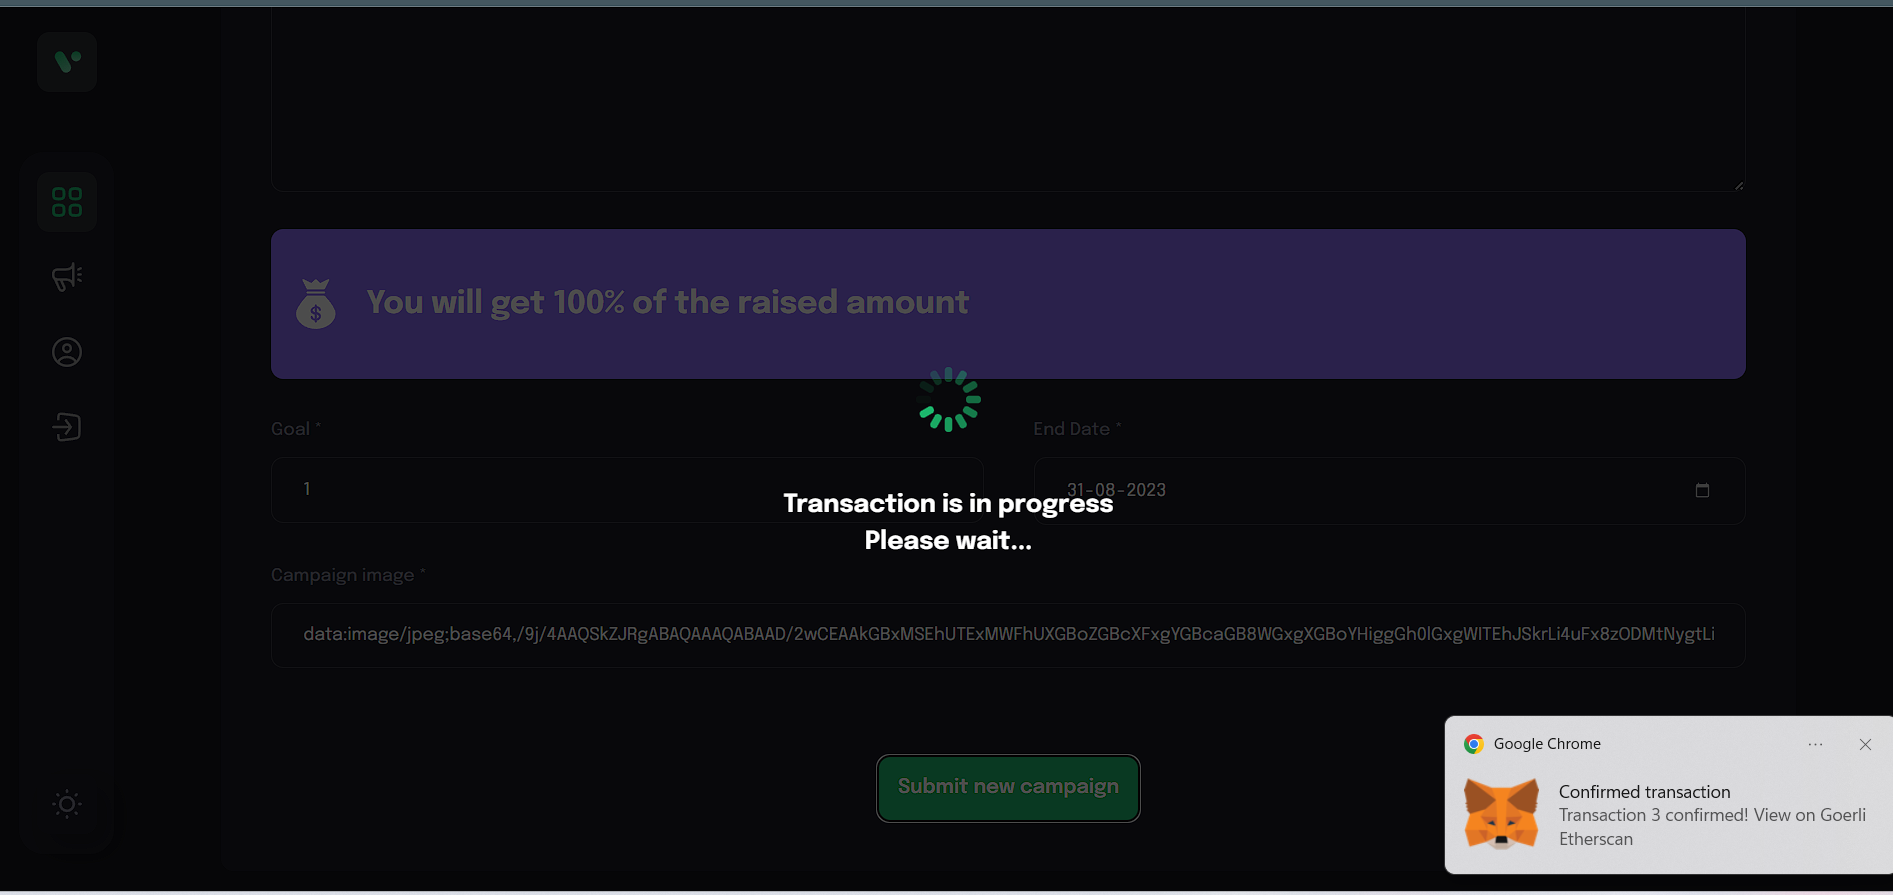 You will get 100% of the raised amount
Goal *
End Date *
1
31-08-2023
Transaction is in progress
Please wait...
Campaign image *
data:image/jpeg;base64,/9j/4AAQSkZJRgABAQAAAQABAAD/2wCEAAkGBxMSEhUTExMWFhUXGBoZGBcXFxgYGBcaGB8WGxgXGBoYHiggGh0lGxgWITEhJSkrLi4uFx8zODMtNygtLi
Submit new campaign
Google Chrome
Confirmed transaction
Transaction 3 confirmed! View on Goerli
Etherscan